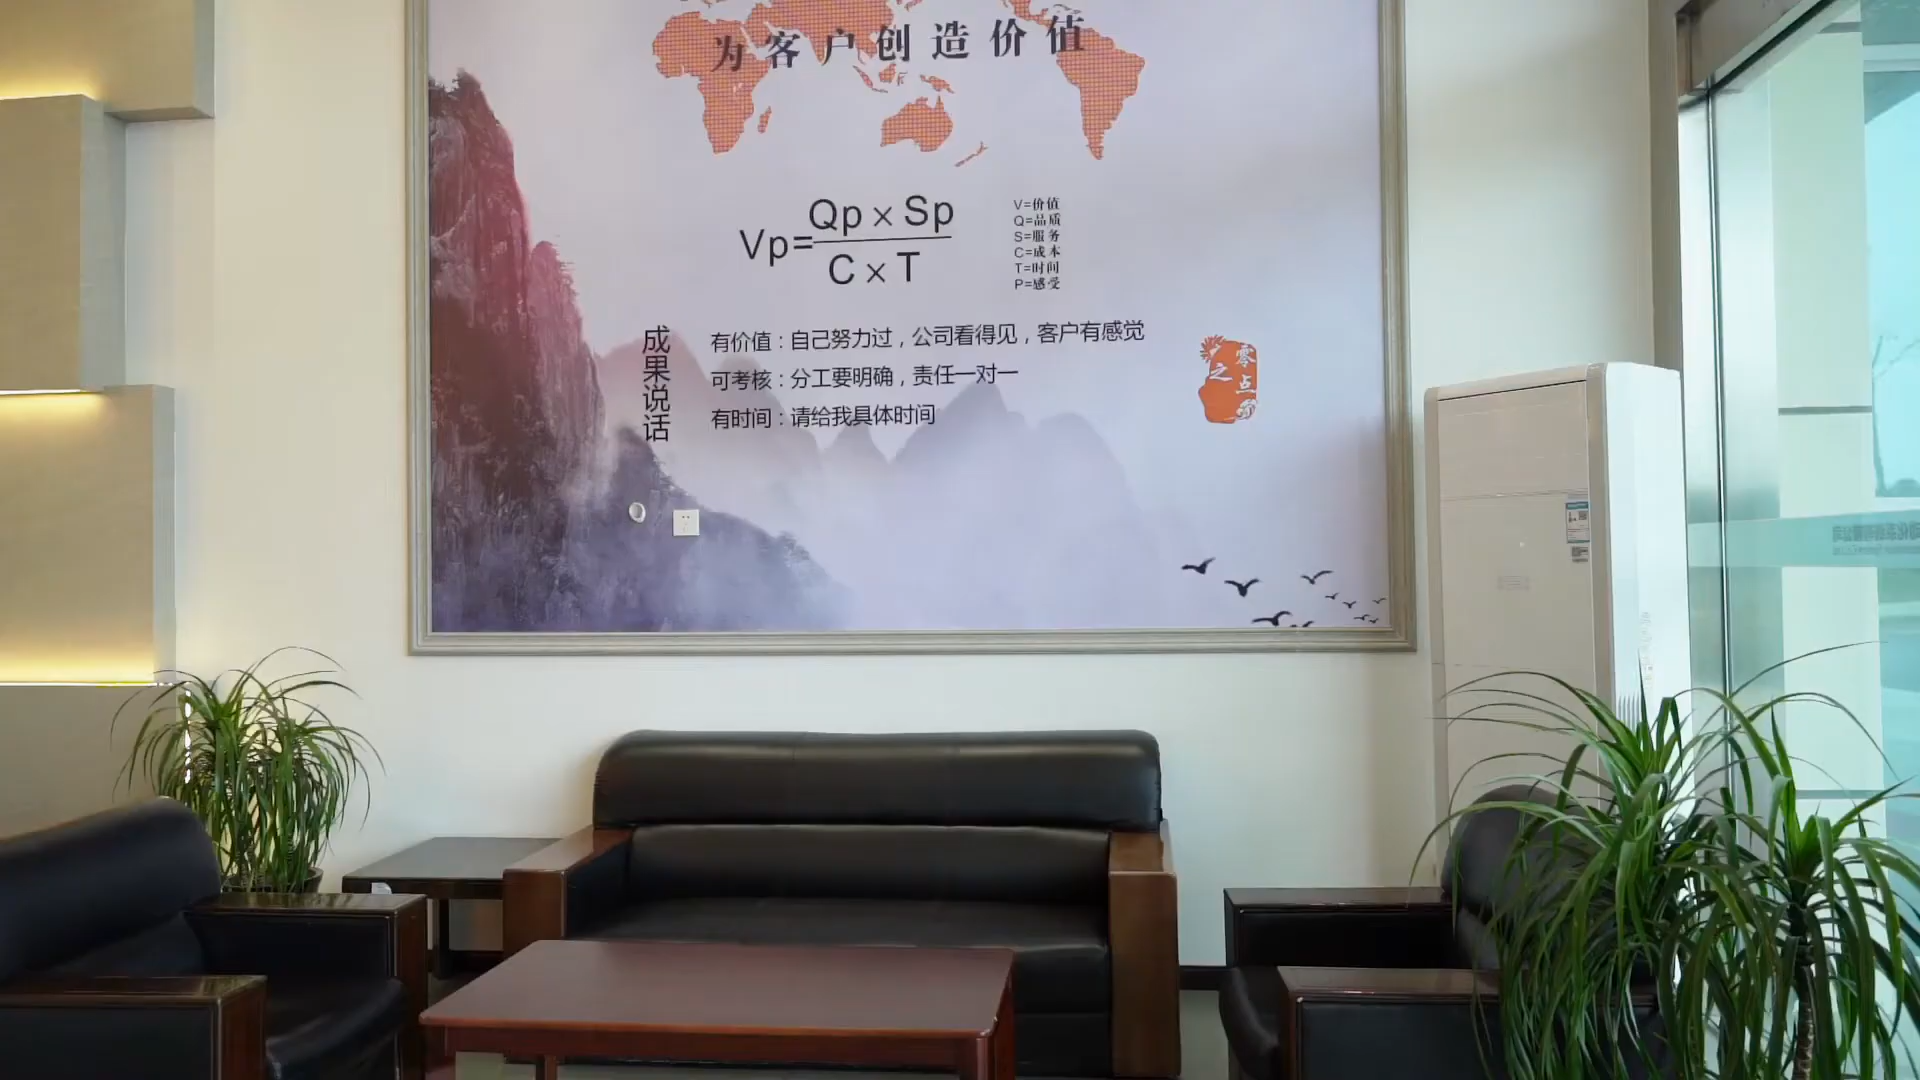 为客户创造价值
Vp=Qp×Sp
C×T
V=价值
Q=品质
S=服务
C=成本
T=时间
P=感受
成果说话
有价值：自己努力过，公司看得见，客户有感觉
可考核：分工要明确，责任一对一
有时间：请给我具体时间
零点
之